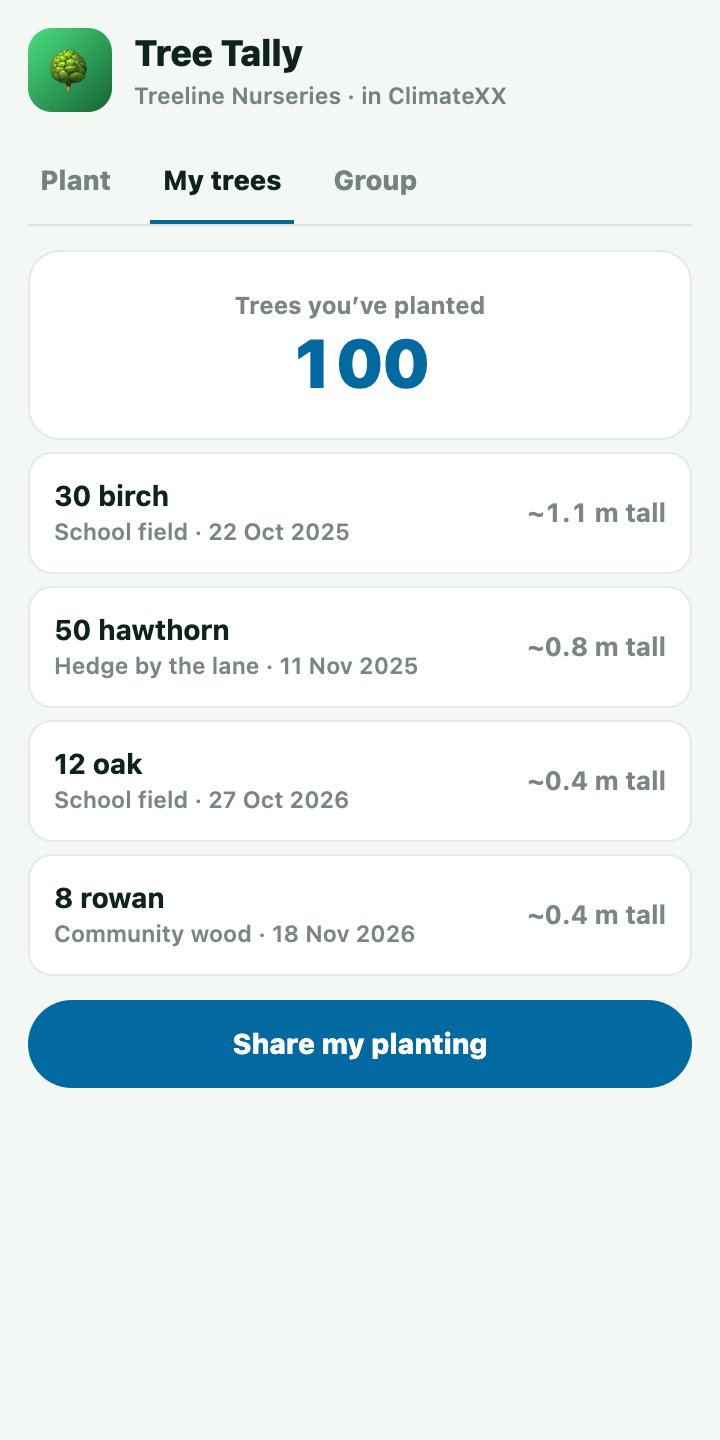 Tree Tally
Treeline Nurseries · in ClimateXX
Plant
My trees
Group
Trees you’ve planted
100
30 birch
School field · 22 Oct 2025
~1.1 m tall
50 hawthorn
Hedge by the lane · 11 Nov 2025
~0.8 m tall
12 oak
School field · 27 Oct 2026
~0.4 m tall
8 rowan
Community wood · 18 Nov 2026
~0.4 m tall
Share my planting